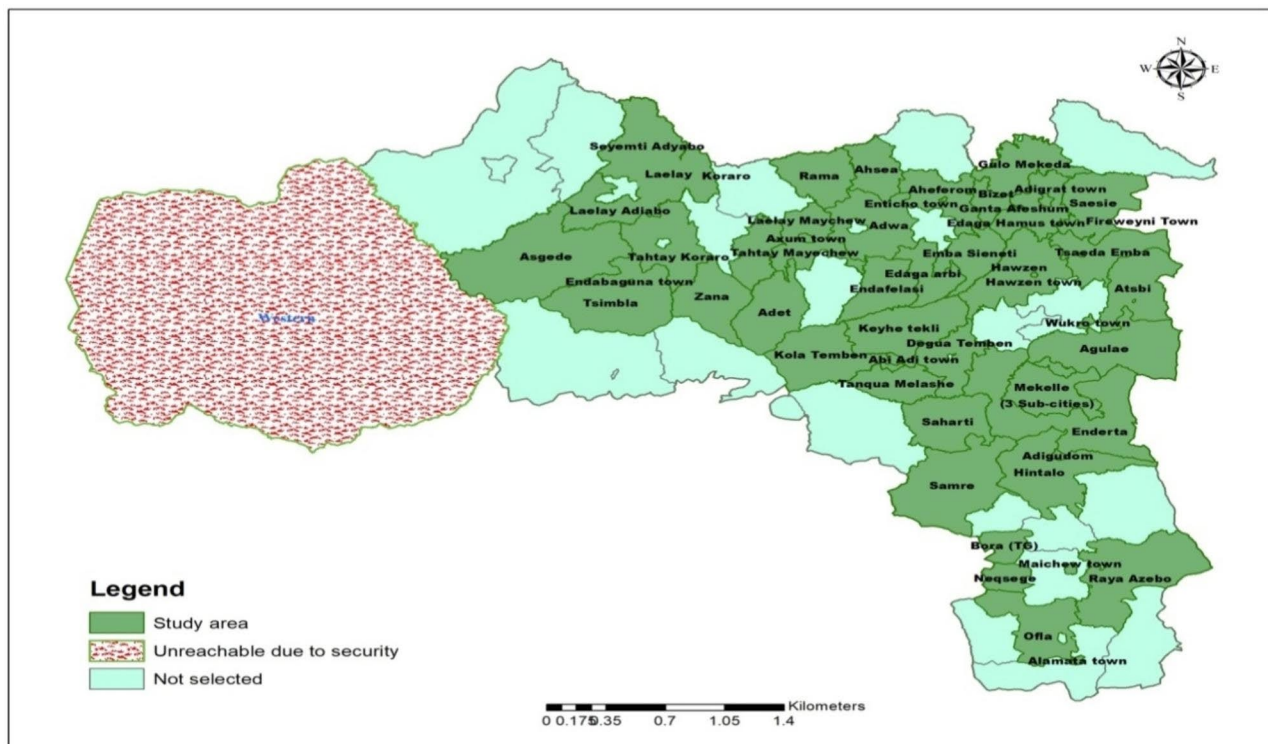 N
W E
S
Seyemti Adyabo
Laelay
Koraro
Rama
Ahsea
Gulo Mekeda
Aheferom
Bizet
Adigrat town
Enticho town
Ganta Afeshum
Saesie
Laelay Adiabo
Laelay Maychew
Adwa
Edaga Hamus town
Fireweyni Town
Axum town
Asgede
Tahtay Koraro
Tahtay Mayechew
Emba Sieneti
Tsaeda Emba
Hawzen
Edaga arbi
Endabaguna town
Endafelasi
Hawzen town
Atsbi
Tsimbla
Zana
Adet
Western
Wukro town
Keyhe tekli
Degua Temben
Agulae
Kola Temben
Abi Adi town
Tanqua Melashe
Mekelle
(3 Sub-cities)
Saharti
Enderta
Adigudom
Hintalo
Samre
Bora (TG)
Maichew town
Neqsege
Raya Azebo
Ofla
Alamata town
Legend
Study area
Unreachable due to security
Not selected
Kilometers
0 0.175 0.35 0.7 1.05 1.4